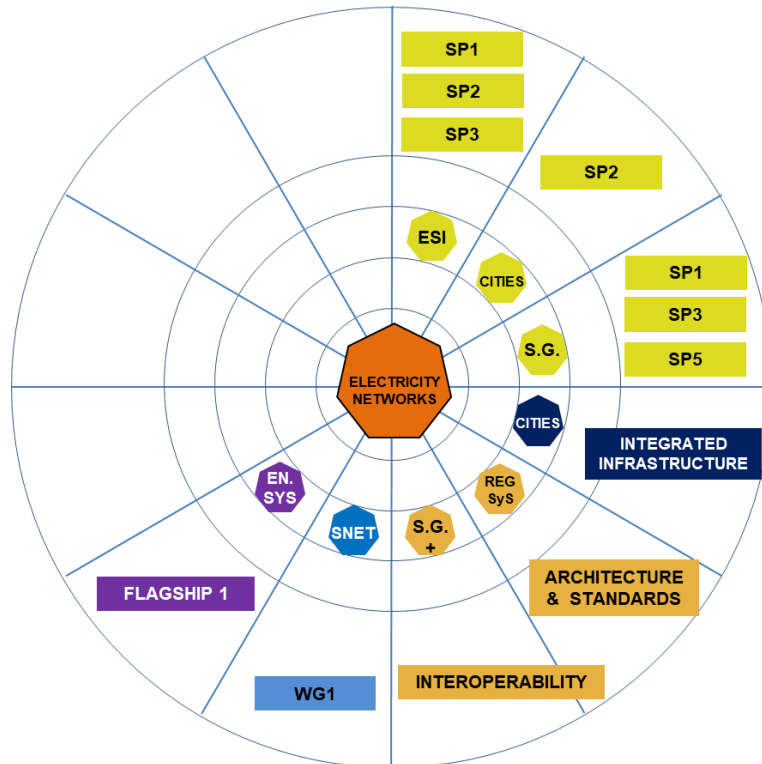 SP1
SP2
SP3
SP2
ESI
CITIES
SP1
SP3
SP5
S.G.
ELECTRICITY
NETWORKS
CITIES
INTEGRATED
INFRASTRUCTURE
EN.
SYS
REG
SyS
SNET
S.G.
+
ARCHITECTURE
& STANDARDS
FLAGSHIP 1
INTEROPERABILITY
WG1